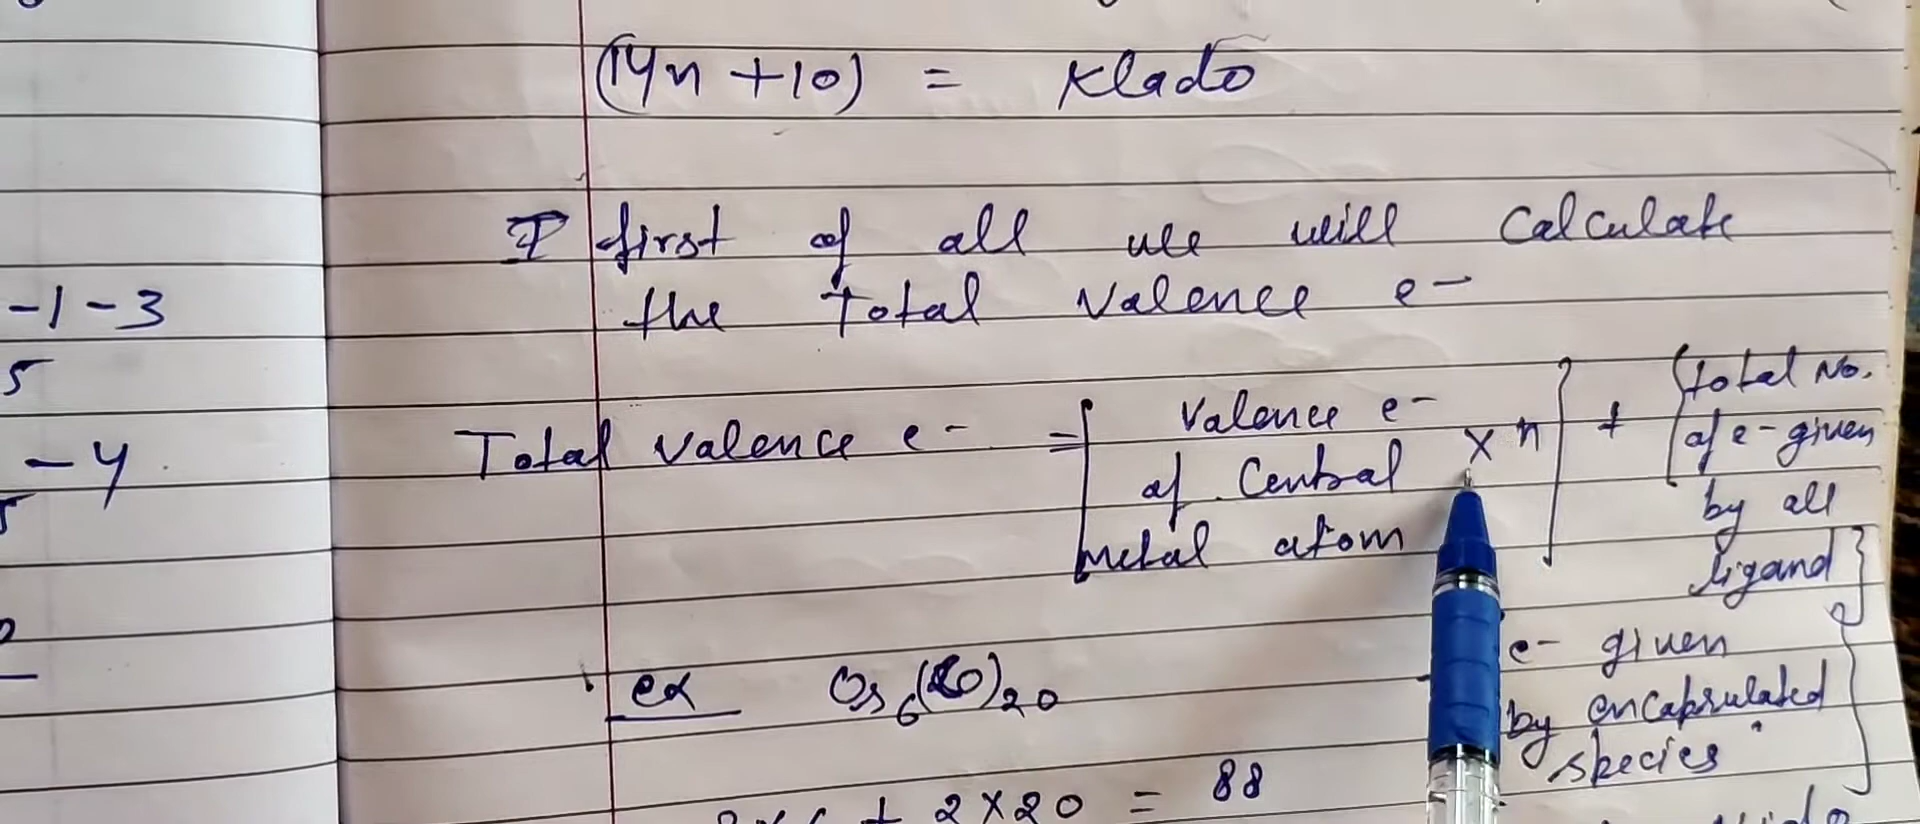 (14n + 10) = Klado
I first of all we will Calculate
the Total Valence e-
-1-3
5
Total valence e- = [Valence e- of Central metal atom × n] + [total No. of e- given by all ligand]
-4
e- given
by encapsulated
species
ex Os6(CO)20
2×20 = 88